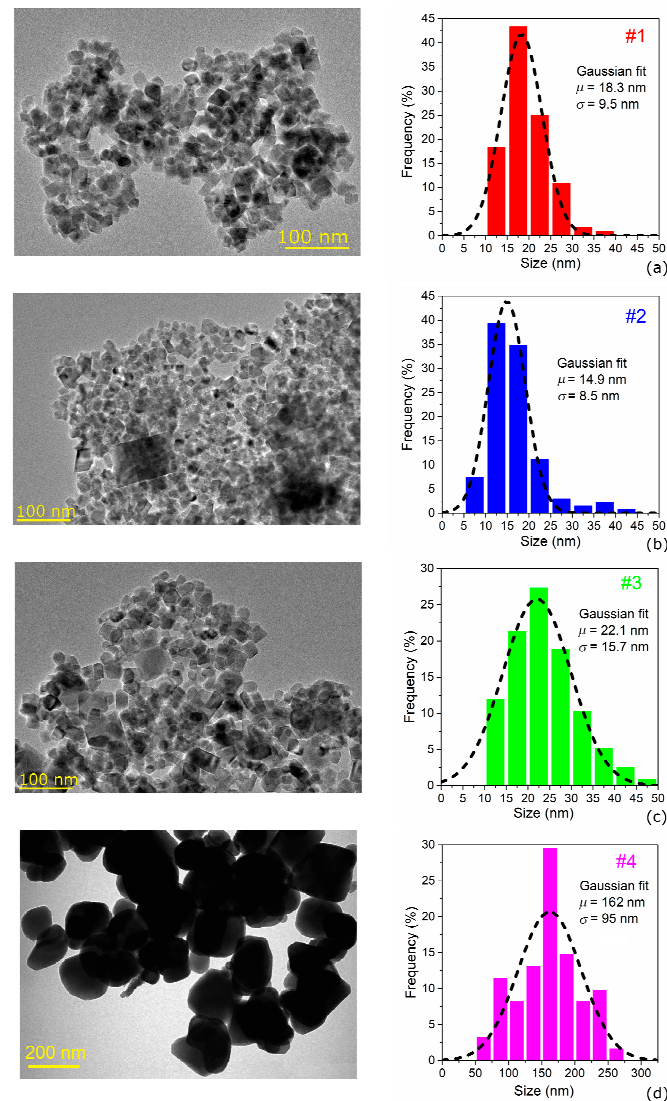 100 nm
45
40
35
30
25
20
15
10
5
0
Frequency (%)
#1
Gaussian fit
μ = 18.3 nm
σ = 9.5 nm
0 5 10 15 20 25 30 35 40 45 50
Size (nm)
(a)
100 nm
45
40
35
30
25
20
15
10
5
0
Frequency (%)
#2
Gaussian fit
μ = 14.9 nm
σ = 8.5 nm
0 5 10 15 20 25 30 35 40 45 50
Size (nm)
(b)
100 nm
30
25
20
15
10
5
0
Frequency (%)
#3
Gaussian fit
μ = 22.1 nm
σ = 15.7 nm
0 5 10 15 20 25 30 35 40 45 50
Size (nm)
(c)
200 nm
30
25
20
15
10
5
0
Frequency (%)
#4
Gaussian fit
μ = 162 nm
σ = 95 nm
0 50 100 150 200 250 300
Size (nm)
(d)